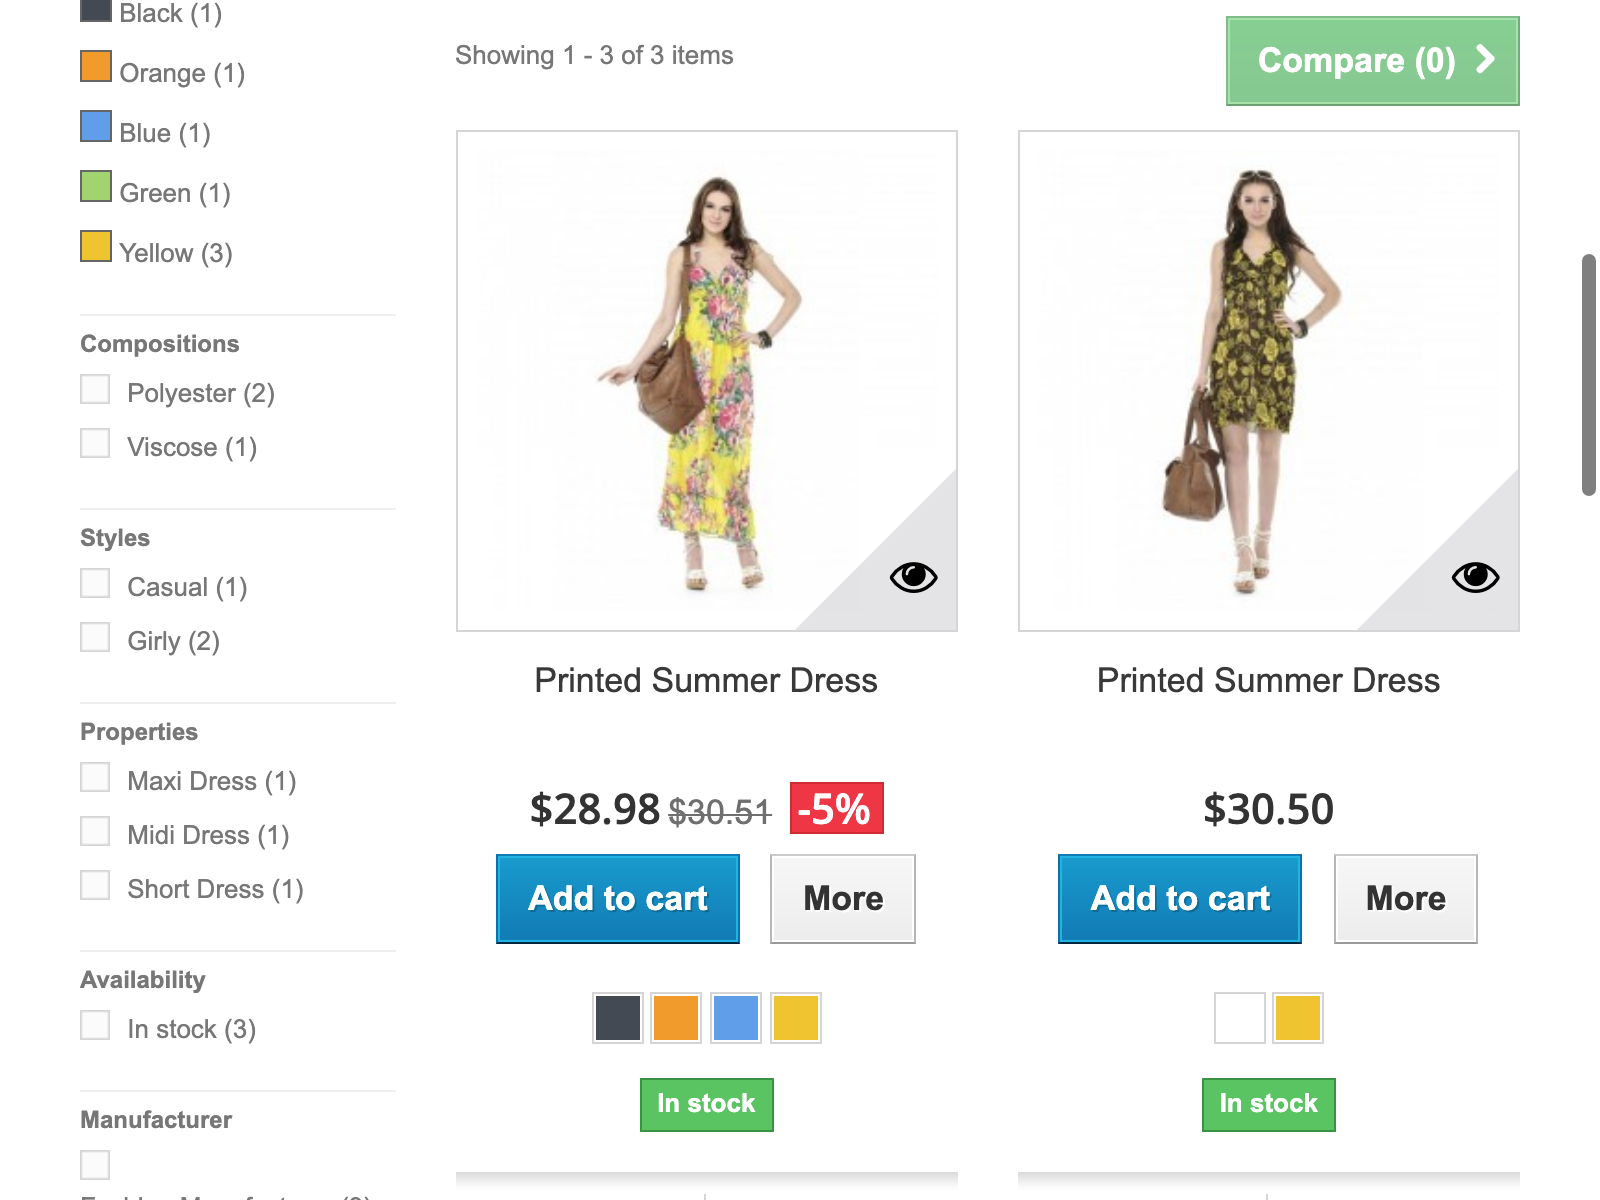 Black (1)
Orange (1)
Blue (1)
Green (1)
Yellow (3)
Compositions
Polyester (2)
Viscose (1)
Styles
Casual (1)
Girly (2)
Properties
Maxi Dress (1)
Midi Dress (1)
Short Dress (1)
Availability
In stock (3)
Manufacturer
Showing 1 - 3 of 3 items
Compare (0)
Printed Summer Dress
$28.98 $30.51 -5%
Add to cart
More
In stock
Printed Summer Dress
$30.50
Add to cart
More
In stock